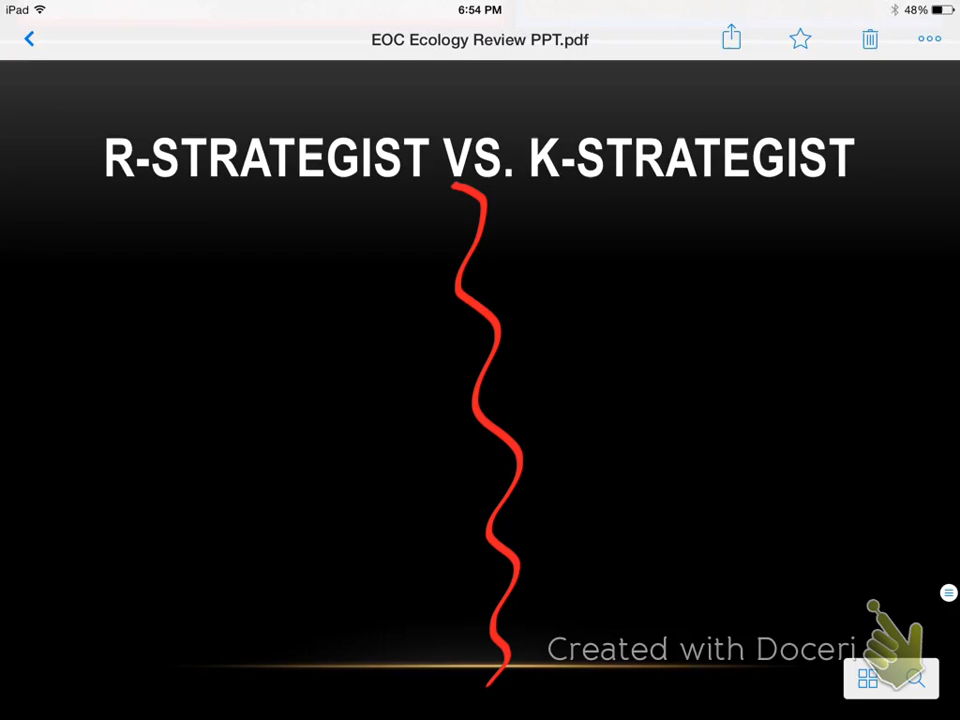 iPad 6:54 PM 48%
EOC Ecology Review PPT.pdf
R-STRATEGIST VS. K-STRATEGIST
Created with Doceri